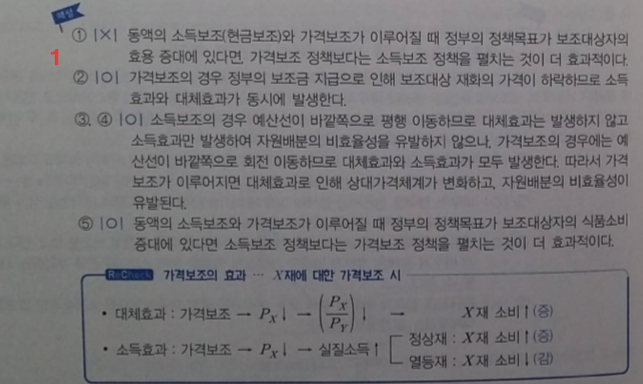 해설
1
① |×| 동액의 소득보조(현금보조)와 가격보조가 이루어질 때 정부의 정책목표가 보조대상자의
효용 증대에 있다면, 가격보조 정책보다는 소득보조 정책을 펼치는 것이 더 효과적이다.
② |○| 가격보조의 경우 정부의 보조금 지급으로 인해 보조대상 재화의 가격이 하락하므로 소득
효과와 대체효과가 동시에 발생한다.
③, ④ |○| 소득보조의 경우 예산선이 바깥쪽으로 평행 이동하므로 대체효과는 발생하지 않고
소득효과만 발생하여 자원배분의 비효율성을 유발하지 않으나, 가격보조의 경우에는 예
산선이 바깥쪽으로 회전 이동하므로 대체효과와 소득효과가 모두 발생한다. 따라서 가격
보조가 이루어지면 대체효과로 인해 상대가격체계가 변화하고, 자원배분의 비효율성이
유발된다.
⑤ |○| 동액의 소득보조와 가격보조가 이루어질 때 정부의 정책목표가 보조대상자의 식품소비
증대에 있다면 소득보조 정책보다는 가격보조 정책을 펼치는 것이 더 효과적이다.
ReCheck 가격보조의 효과 … X재에 대한 가격보조 시
• 대체효과 : 가격보조 → P_X↓ → (P_X/P_Y)↓ → X재 소비↑(증)
• 소득효과 : 가격보조 → P_X↓ → 실질소득↑ 정상재 : X재 소비↑(증)
열등재 : X재 소비↓(감)